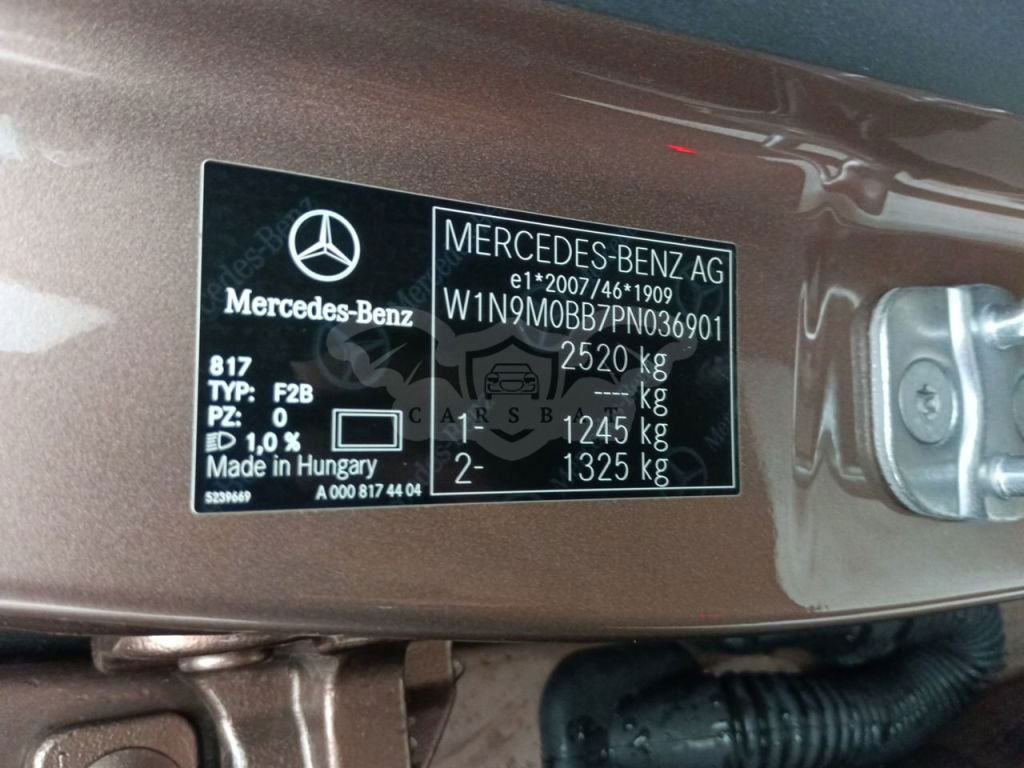 Mercedes-Benz
817
TYP: F2B
PZ: 0
1,0 %
Made in Hungary
S239669 A 000 817 44 04
MERCEDES-BENZ AG
e1*2007/46*1909
W1N9M0BB7PN036901
2520 kg
---- kg
1- 1245 kg
2- 1325 kg
CARSBAT